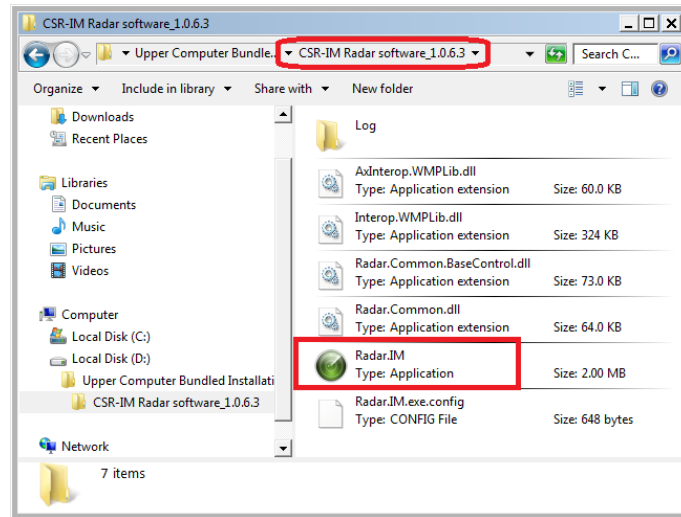 CSR-IM Radar software_1.0.6.3
Upper Computer Bundle... CSR-IM Radar software_1.0.6.3 Search C...
Organize Include in library Share with New folder
Downloads
Recent Places
Libraries
Documents
Music
Pictures
Videos
Computer
Local Disk (C:)
Local Disk (D:)
Upper Computer Bundled Installati
CSR-IM Radar software_1.0.6.3
Network
Log
AxInterop.WMPLib.dll
Type: Application extension Size: 60.0 KB
Interop.WMPLib.dll
Type: Application extension Size: 324 KB
Radar.Common.BaseControl.dll
Type: Application extension Size: 73.0 KB
Radar.Common.dll
Type: Application extension Size: 64.0 KB
Radar.IM
Type: Application Size: 2.00 MB
Radar.IM.exe.config
Type: CONFIG File Size: 648 bytes
7 items